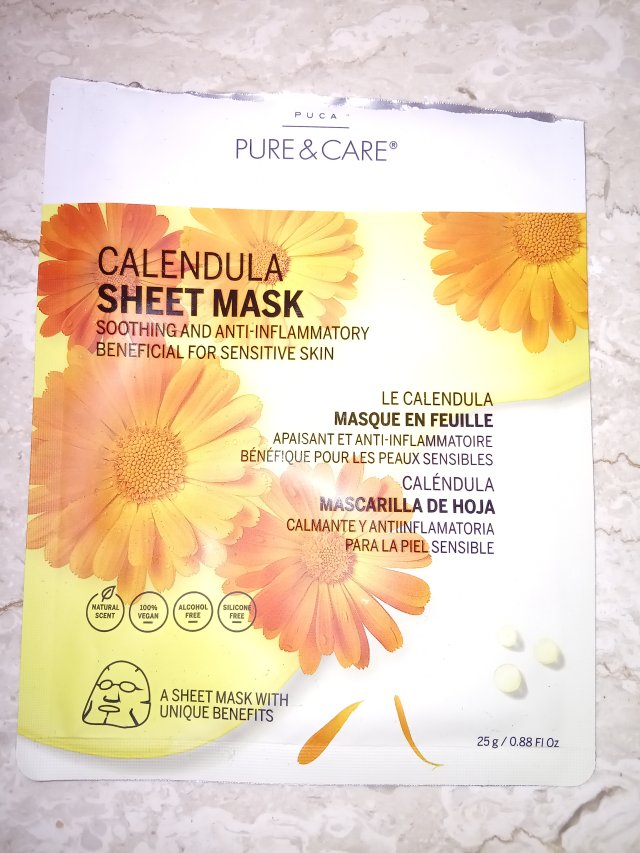 PUCA
PURE & CARE®
CALENDULA
SHEET MASK
SOOTHING AND ANTI-INFLAMMATORY
BENEFICIAL FOR SENSITIVE SKIN
LE CALENDULA
MASQUE EN FEUILLE
APAISANT ET ANTI-INFLAMMATOIRE
BÉNÉFIQUE POUR LES PEAUX SENSIBLES
CALÉNDULA
MASCARILLA DE HOJA
CALMANTE Y ANTIINFLAMATORIA
PARA LA PIEL SENSIBLE
NATURAL
SCENT
100%
VEGAN
ALCOHOL
FREE
SILICONE
FREE
A SHEET MASK WITH
UNIQUE BENEFITS
25 g / 0.88 Fl Oz